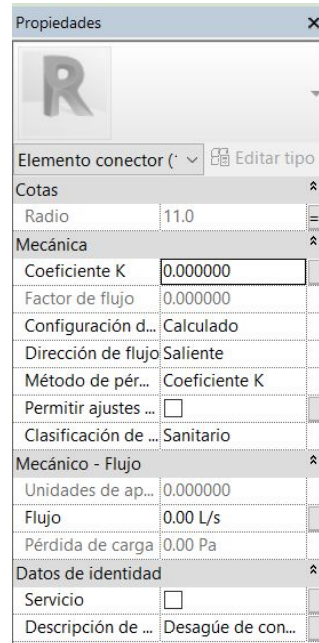 Propiedades
Elemento conector (1 Editar tipo
Cotas
Radio 11.0 =
Mecánica
Coeficiente K 0.000000
Factor de flujo 0.000000
Configuración d... Calculado
Dirección de flujo Saliente
Método de pér... Coeficiente K
Permitir ajustes ...
Clasificación de ... Sanitario
Mecánico - Flujo
Unidades de ap... 0.000000
Flujo 0.00 L/s
Pérdida de carga 0.00 Pa
Datos de identidad
Servicio
Descripción de ... Desagüe de con...